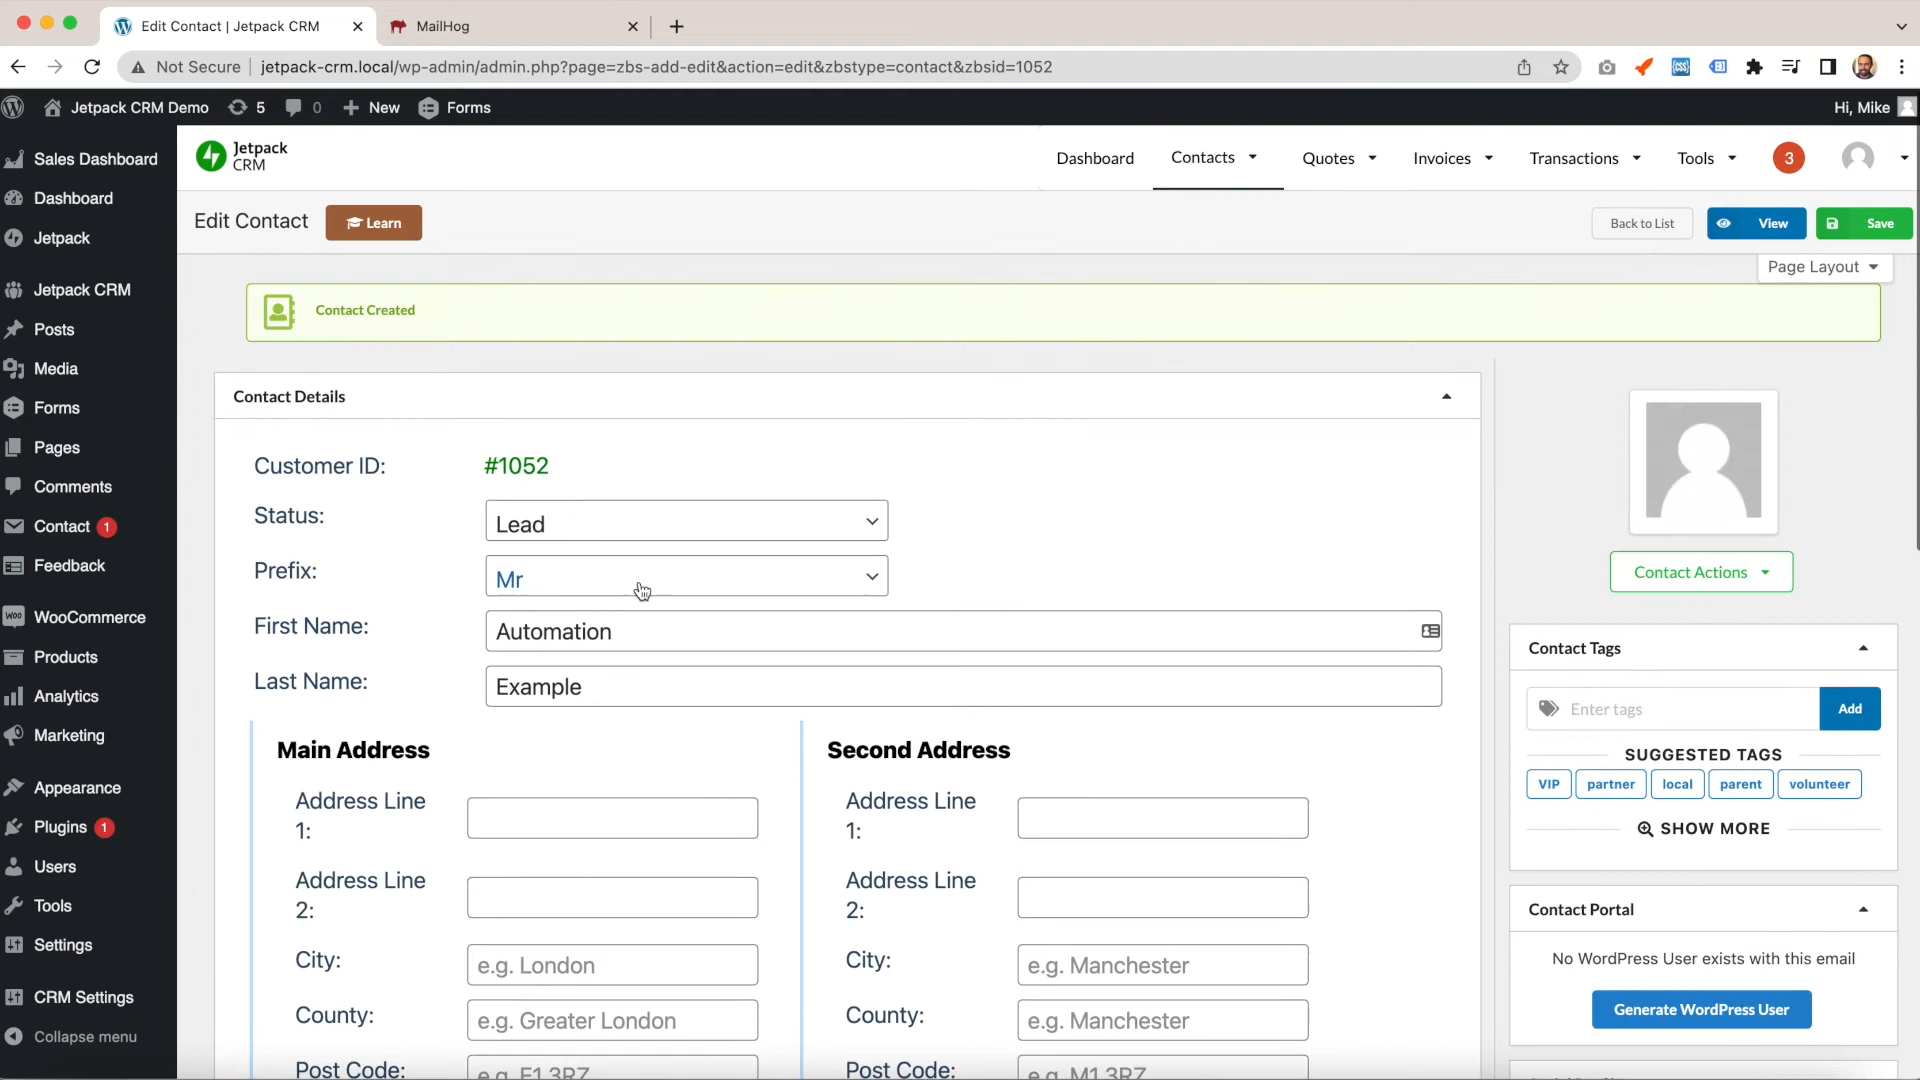 Edit Contact | Jetpack CRM
MailHog
Not Secure
jetpack-crm.local/wp-admin/admin.php?page=zbs-add-edit&action=edit&zbstype=contact&zbsid=1052
Jetpack CRM Demo
5
0
New
Forms
Hi, Mike
Sales Dashboard
Dashboard
Jetpack
Jetpack CRM
Posts
Media
Forms
Pages
Comments
Contact 1
Feedback
WooCommerce
Products
Analytics
Marketing
Appearance
Plugins 1
Users
Tools
Settings
CRM Settings
Collapse menu
Jetpack
CRM
Dashboard
Contacts
Quotes
Invoices
Transactions
Tools
3
Edit Contact
Learn
Back to List
View
Save
Page Layout
Contact Created
Contact Details
Customer ID:
#1052
Status:
Lead
Prefix:
Mr
First Name:
Automation
Last Name:
Example
Main Address
Address Line
1:
Address Line
2:
City:
e.g. London
County:
e.g. Greater London
Post Code:
e.g. E1 3RZ
Second Address
Address Line
1:
Address Line
2:
City:
e.g. Manchester
County:
e.g. Manchester
Post Code:
e.g. M1 3RZ
Contact Actions
Contact Tags
Enter tags
Add
SUGGESTED TAGS
VIP
partner
local
parent
volunteer
SHOW MORE
Contact Portal
No WordPress User exists with this email
Generate WordPress User